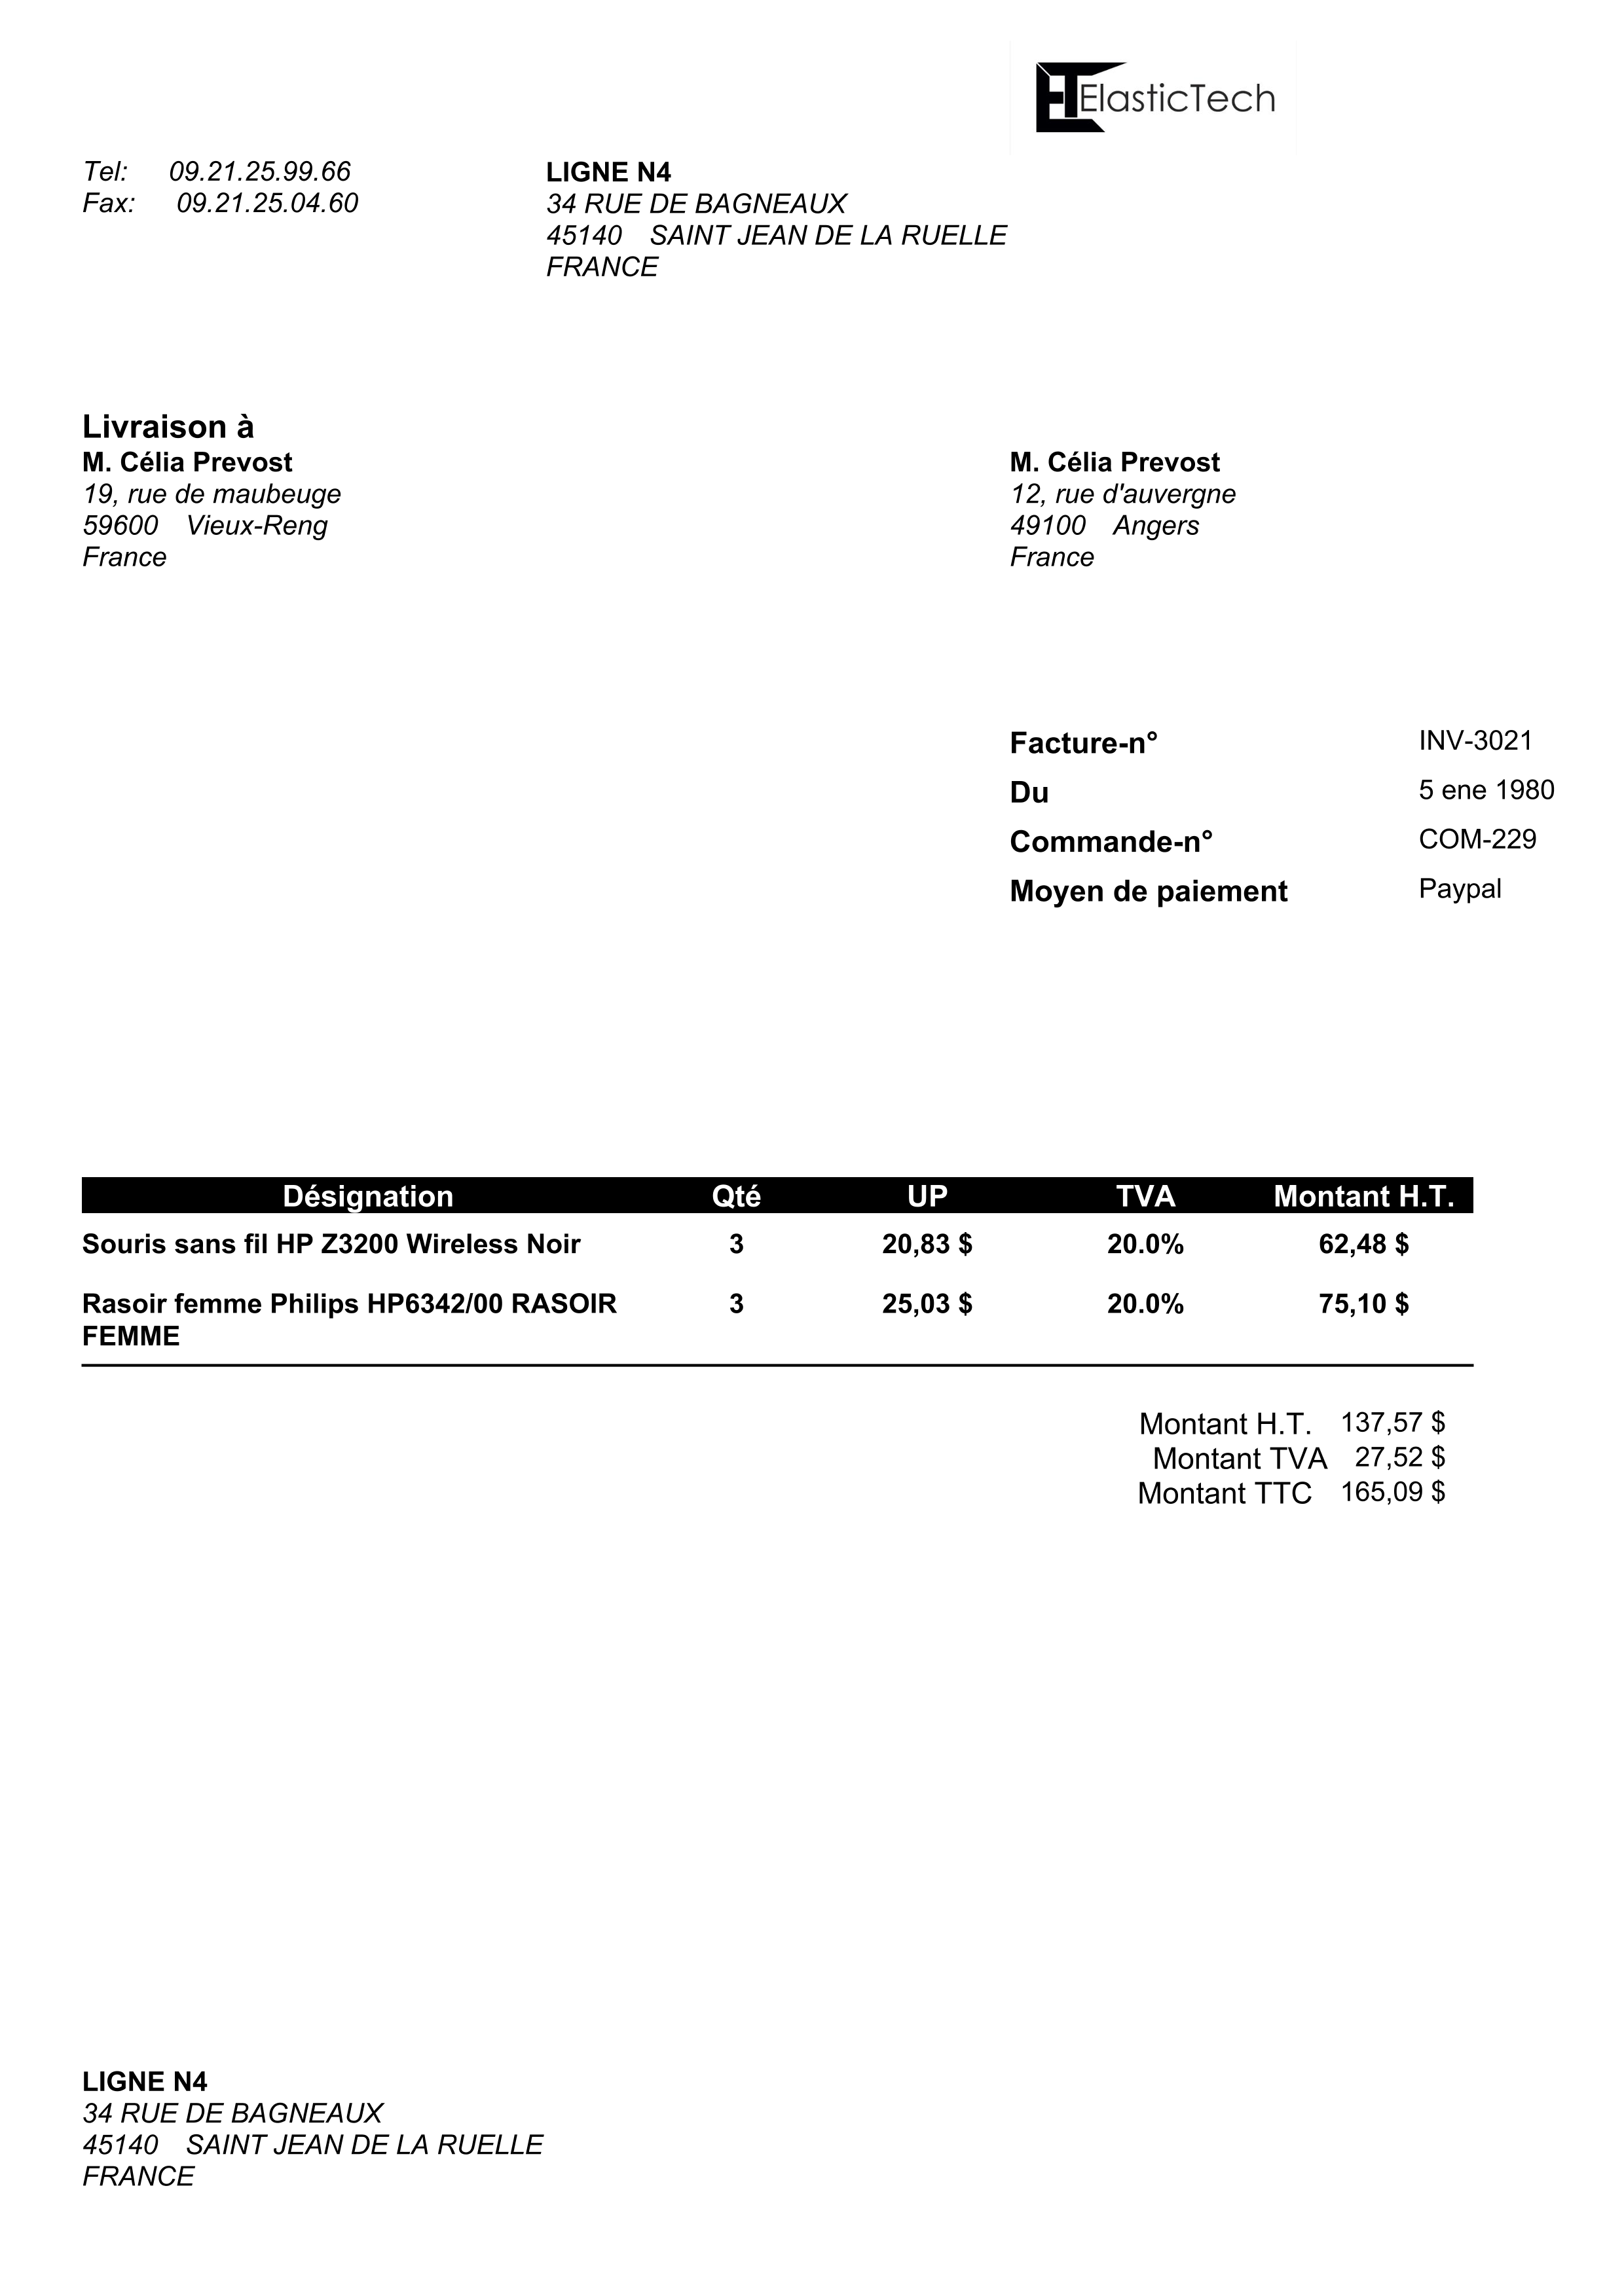 ElasticTech
Tel: 09.21.25.99.66
Fax: 09.21.25.04.60
LIGNE N4
34 RUE DE BAGNEAUX
45140 SAINT JEAN DE LA RUELLE
FRANCE
Livraison à
M. Célia Prevost
19, rue de maubeuge
59600 Vieux-Reng
France
M. Célia Prevost
12, rue d'auvergne
49100 Angers
France
Facture-n° INV-3021
Du 5 ene 1980
Commande-n° COM-229
Moyen de paiement Paypal
Désignation Qté UP TVA Montant H.T.
Souris sans fil HP Z3200 Wireless Noir 3 20,83 $ 20.0% 62,48 $
Rasoir femme Philips HP6342/00 RASOIR 3 25,03 $ 20.0% 75,10 $
FEMME
Montant H.T. 137,57 $
Montant TVA 27,52 $
Montant TTC 165,09 $
LIGNE N4
34 RUE DE BAGNEAUX
45140 SAINT JEAN DE LA RUELLE
FRANCE